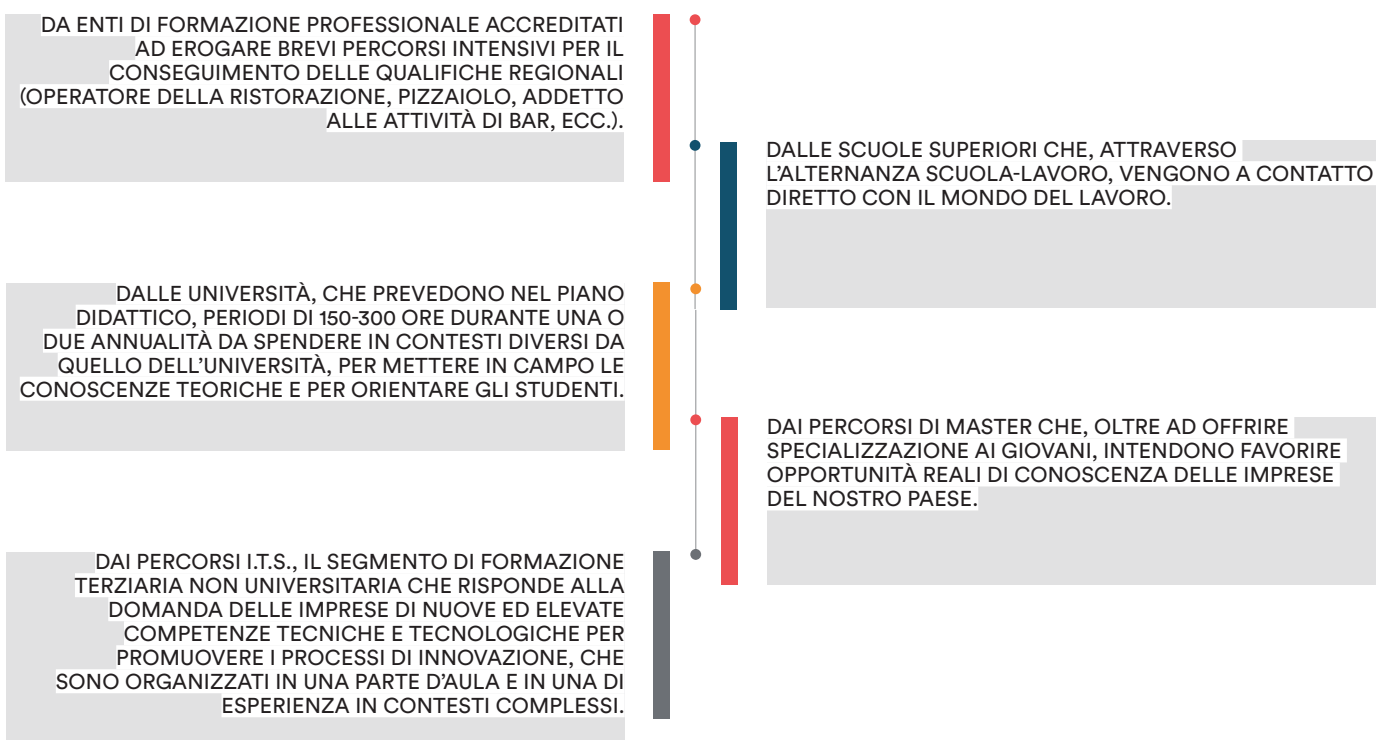 DA ENTI DI FORMAZIONE PROFESSIONALE ACCREDITATI
AD EROGARE BREVI PERCORSI INTENSIVI PER IL
CONSEGUIMENTO DELLE QUALIFICHE REGIONALI
(OPERATORE DELLA RISTORAZIONE, PIZZAIOLO, ADDETTO
ALLE ATTIVITÀ DI BAR, ECC.).
DALLE SCUOLE SUPERIORI CHE, ATTRAVERSO
L’ALTERNANZA SCUOLA-LAVORO, VENGONO A CONTATTO
DIRETTO CON IL MONDO DEL LAVORO.
DALLE UNIVERSITÀ, CHE PREVEDONO NEL PIANO
DIDATTICO, PERIODI DI 150-300 ORE DURANTE UNA O
DUE ANNUALITÀ DA SPENDERE IN CONTESTI DIVERSI DA
QUELLO DELL’UNIVERSITÀ, PER METTERE IN CAMPO LE
CONOSCENZE TEORICHE E PER ORIENTARE GLI STUDENTI.
DAI PERCORSI DI MASTER CHE, OLTRE AD OFFRIRE
SPECIALIZZAZIONE AI GIOVANI, INTENDONO FAVORIRE
OPPORTUNITÀ REALI DI CONOSCENZA DELLE IMPRESE
DEL NOSTRO PAESE.
DAI PERCORSI I.T.S., IL SEGMENTO DI FORMAZIONE
TERZIARIA NON UNIVERSITARIA CHE RISPONDE ALLA
DOMANDA DELLE IMPRESE DI NUOVE ED ELEVATE
COMPETENZE TECNICHE E TECNOLOGICHE PER
PROMUOVERE I PROCESSI DI INNOVAZIONE, CHE
SONO ORGANIZZATI IN UNA PARTE D’AULA E IN UNA DI
ESPERIENZA IN CONTESTI COMPLESSI.